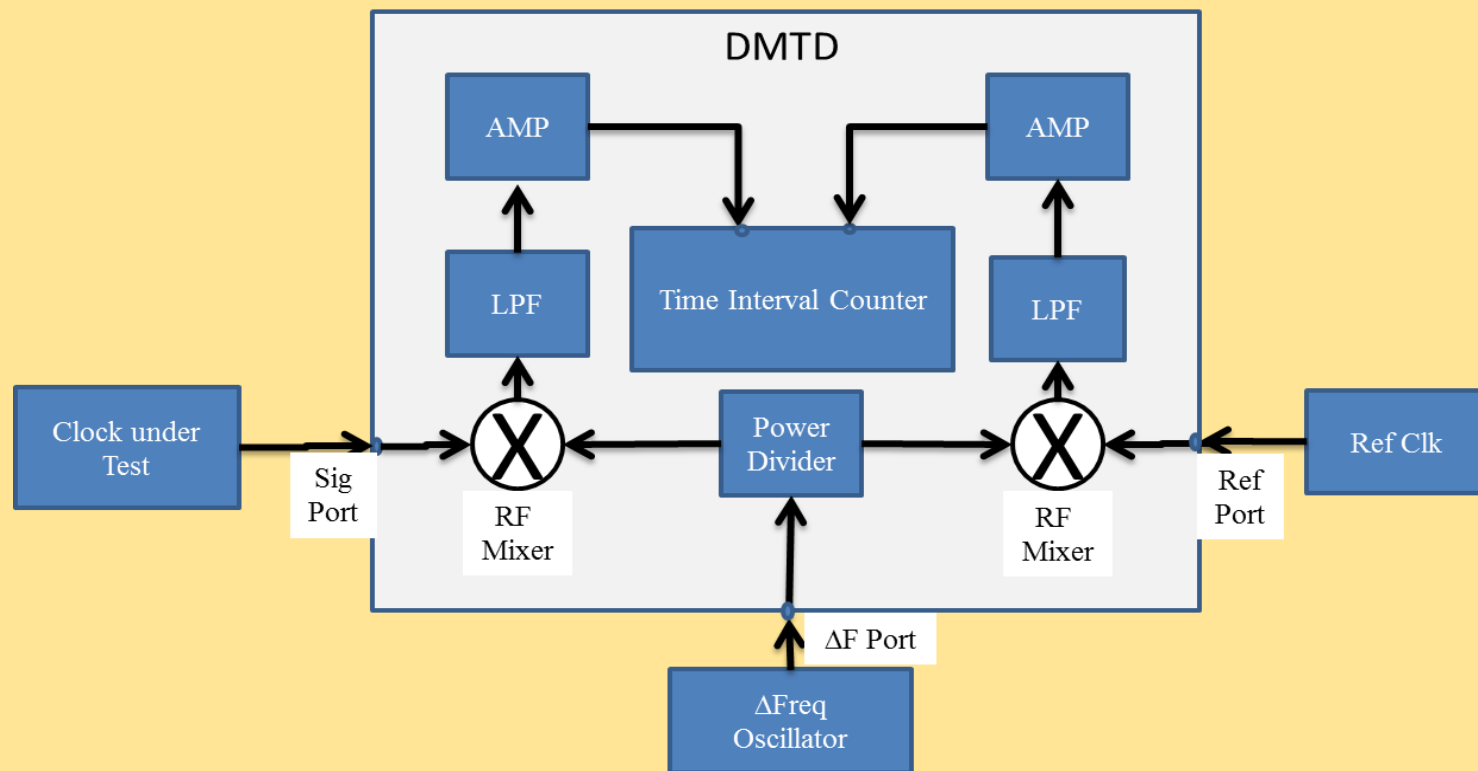 DMTD
AMP
AMP
LPF
Time Interval Counter
LPF
Clock under
Test
Sig
Port
X
RF
Mixer
Power
Divider
X
RF
Mixer
Ref
Port
Ref Clk
ΔF Port
ΔFreq
Oscillator